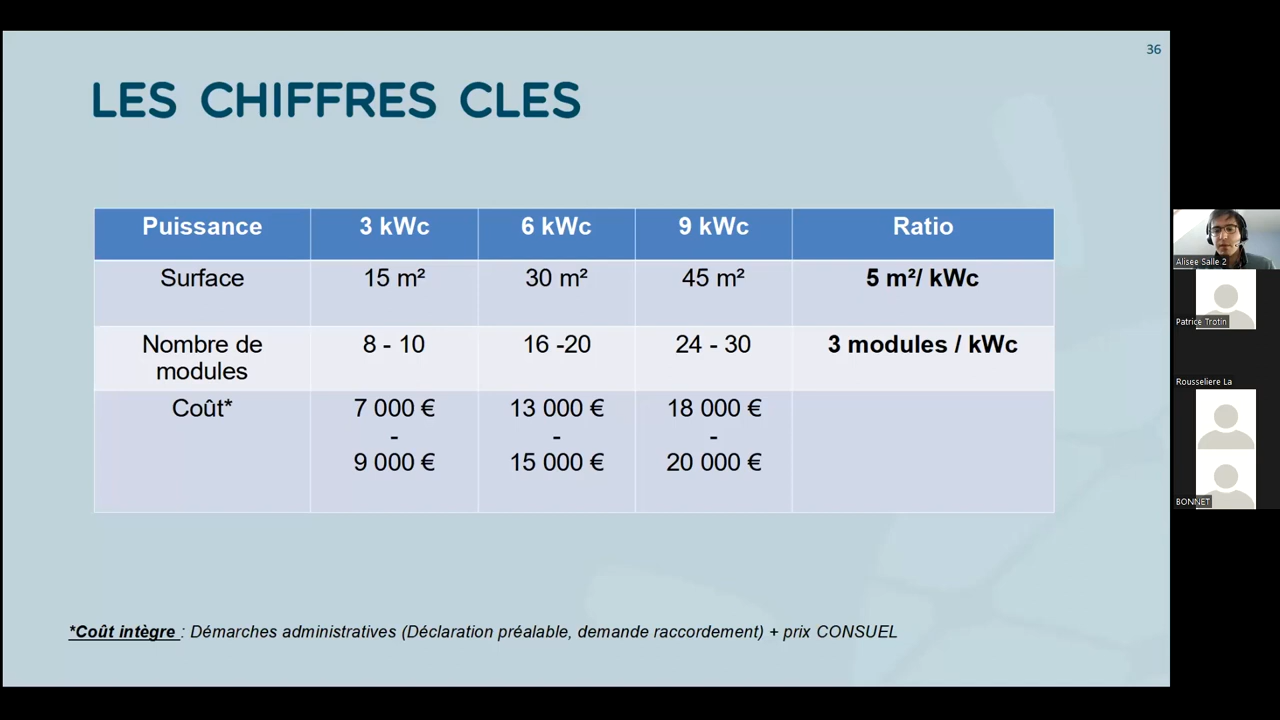 36
LES CHIFFRES CLES
Puissance 3 kWc 6 kWc 9 kWc Ratio
Surface 15 m² 30 m² 45 m² 5 m²/ kWc
Nombre de modules 8 - 10 16 -20 24 - 30 3 modules / kWc
Coût* 7 000 € - 9 000 € 13 000 € - 15 000 € 18 000 € - 20 000 €
*Coût intègre : Démarches administratives (Déclaration préalable, demande raccordement) + prix CONSUEL
Alisee Salle 2
Patrice Trotin
Rousseliere La
BONNET